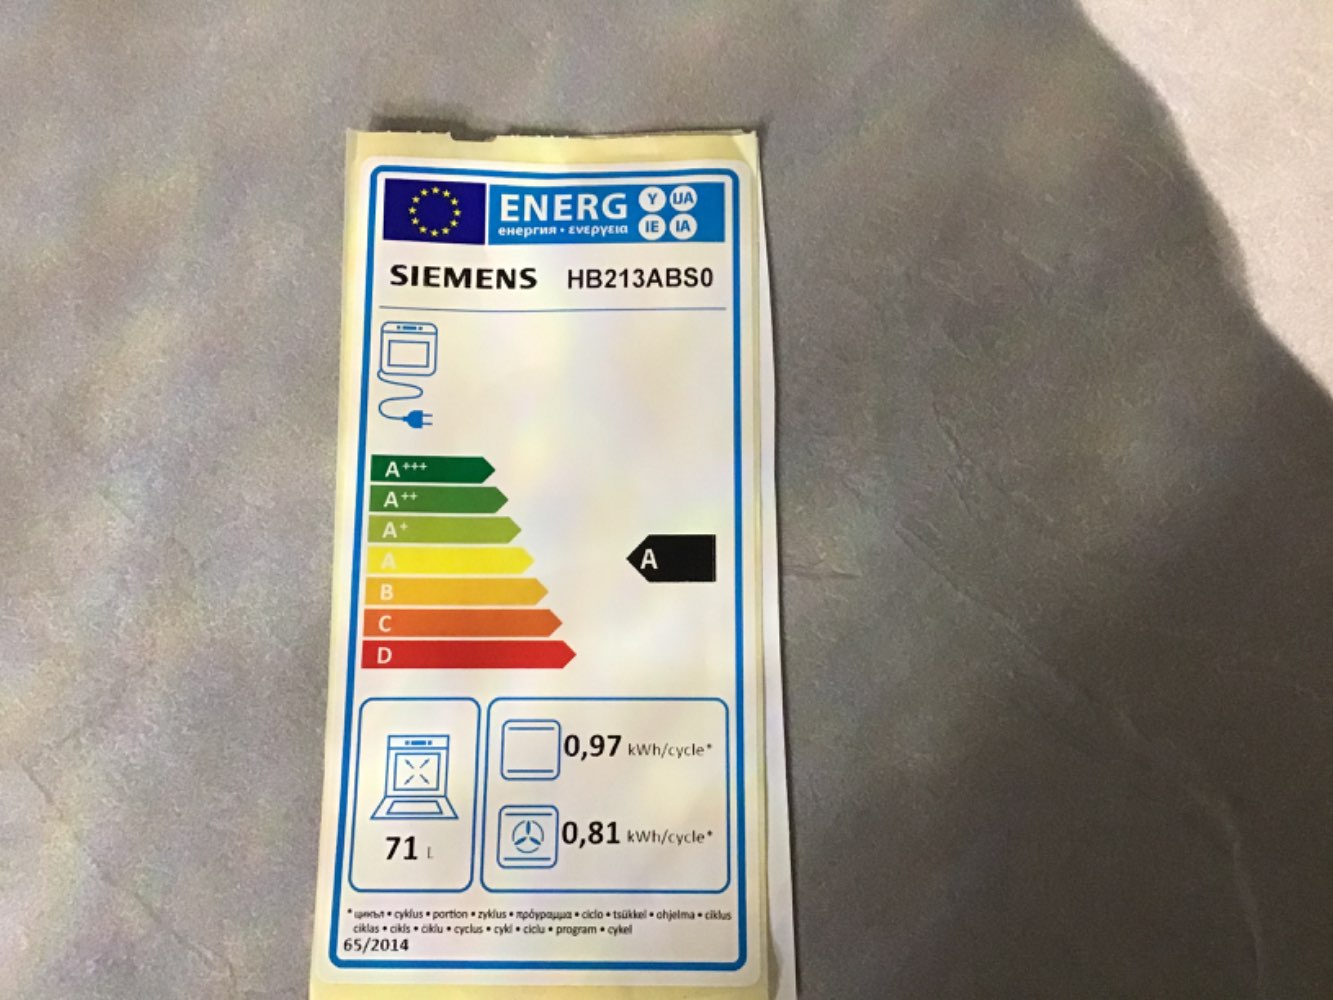 ENERG Y UA
енергия • ενεργεια IE IA
SIEMENS HB213ABS0
A+++
A++
A+
A
A
B
C
D
0,97 kWh/cycle*
0,81 kWh/cycle*
71 L
* цикъл • cyklus • portion • zyklus • πρόγραμμα • ciclo • tsükkel • ohjelma • ciklus
ciklas • cikls • ċiklu • cyclus • cykl • ciclu • program • cykel
65/2014